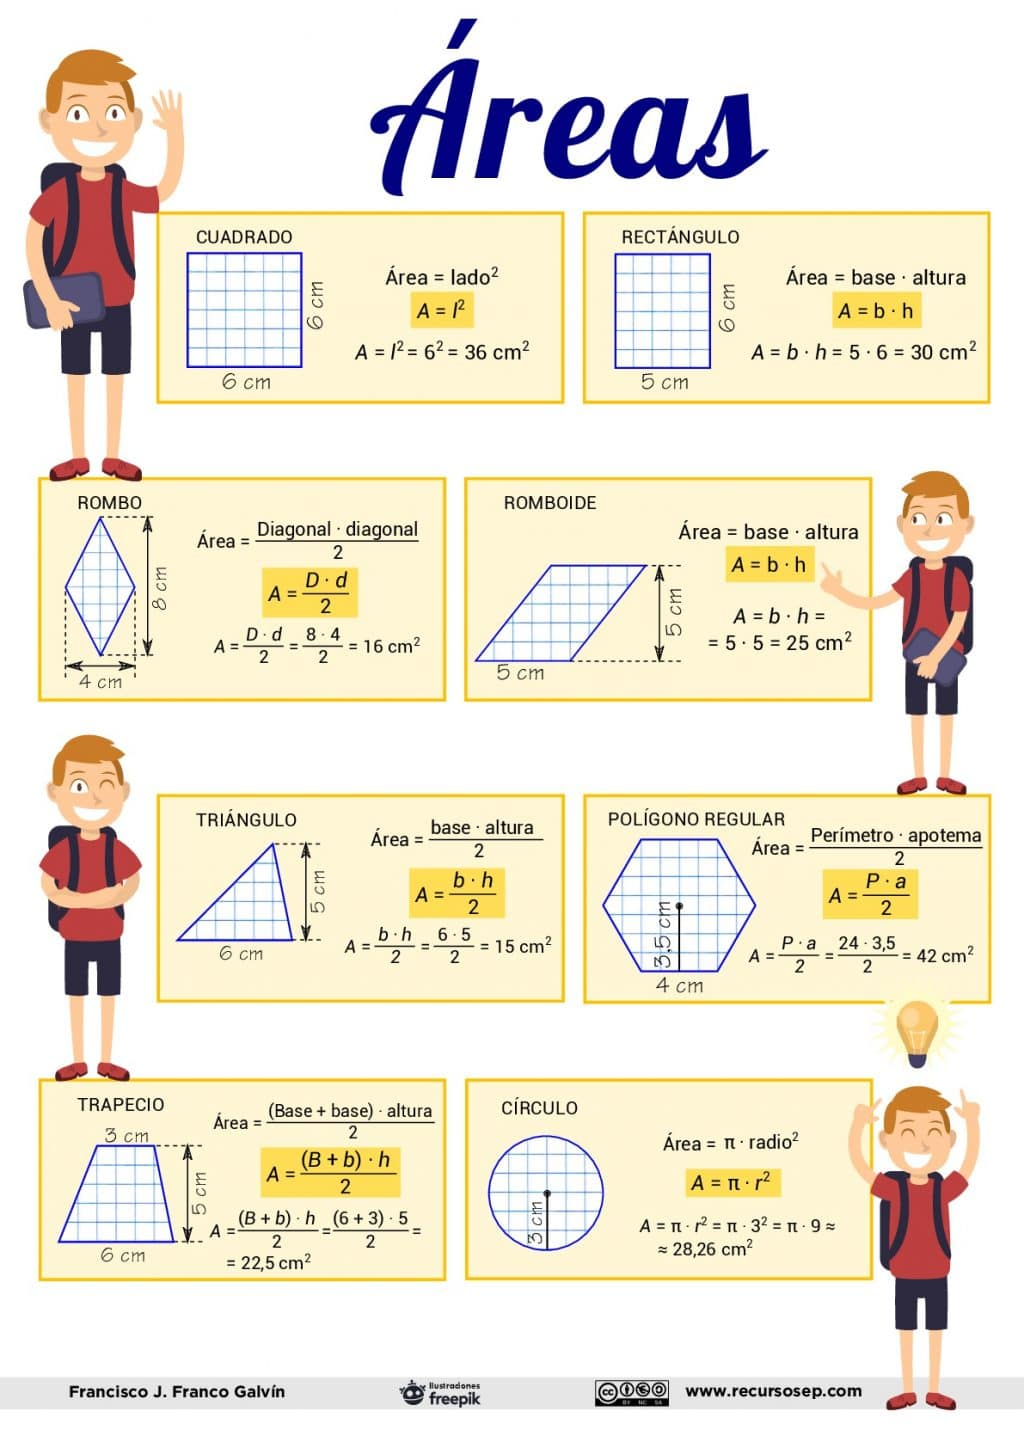 Áreas
CUADRADO
6 cm
6 cm
Área = lado²
A = l²
A = l² = 6² = 36 cm²
RECTÁNGULO
6 cm
5 cm
Área = base · altura
A = b · h
A = b · h = 5 · 6 = 30 cm²
ROMBO
8 cm
4 cm
Área = Diagonal · diagonal / 2
A = D · d / 2
A = D · d / 2 = 8 · 4 / 2 = 16 cm²
ROMBOIDE
5 cm
5 cm
Área = base · altura
A = b · h
A = b · h =
= 5 · 5 = 25 cm²
TRIÁNGULO
5 cm
6 cm
Área = base · altura / 2
A = b · h / 2
A = b · h / 2 = 6 · 5 / 2 = 15 cm²
POLÍGONO REGULAR
3,5 cm
4 cm
Área = Perímetro · apotema / 2
A = P · a / 2
A = P · a / 2 = 24 · 3,5 / 2 = 42 cm²
TRAPECIO
3 cm
5 cm
6 cm
Área = (Base + base) · altura / 2
A = (B + b) · h / 2
A = (B + b) · h / 2 = (6 + 3) · 5 / 2 =
= 22,5 cm²
CÍRCULO
3 cm
Área = π · radio²
A = π · r²
A = π · r² = π · 3² = π · 9 ≈
≈ 28,26 cm²
Francisco J. Franco Galvín
Ilustraciones
freepik
cc
BY NC SA
www.recursosep.com